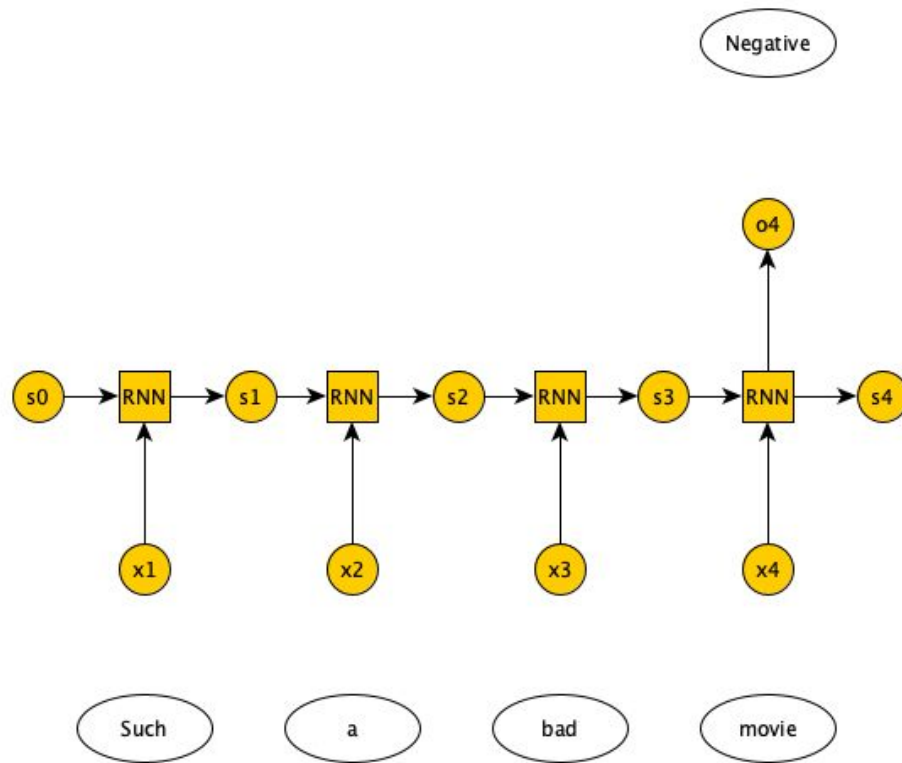 Negative
o4
s0 RNN s1 RNN s2 RNN s3 RNN s4
x1 x2 x3 x4
Such a bad movie